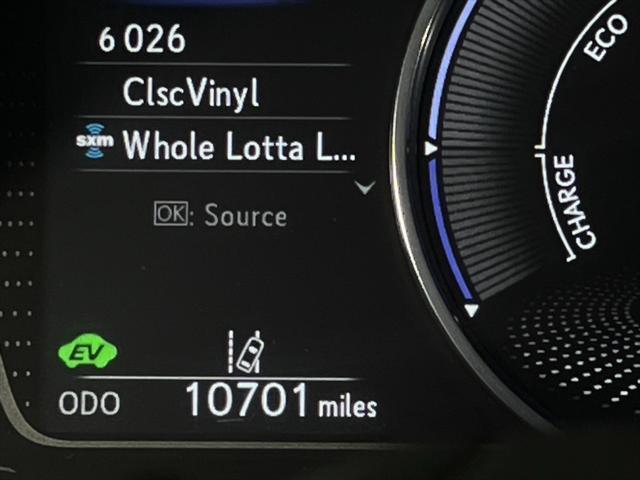 6 026
ClscVinyl
sxm Whole Lotta L...
OK: Source
EV
ODO 10701 miles
ECO
CHARGE